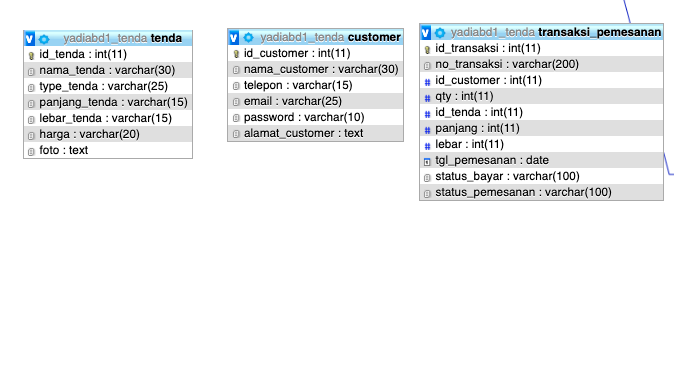 yadiabd1_tenda tenda
id_tenda : int(11)
nama_tenda : varchar(30)
type_tenda : varchar(25)
panjang_tenda : varchar(15)
lebar_tenda : varchar(15)
harga : varchar(20)
foto : text
yadiabd1_tenda customer
id_customer : int(11)
nama_customer : varchar(30)
telepon : varchar(15)
email : varchar(25)
password : varchar(10)
alamat_customer : text
yadiabd1_tenda transaksi_pemesanan
id_transaksi : int(11)
no_transaksi : varchar(200)
# id_customer : int(11)
# qty : int(11)
# id_tenda : int(11)
# panjang : int(11)
# lebar : int(11)
tgl_pemesanan : date
status_bayar : varchar(100)
status_pemesanan : varchar(100)